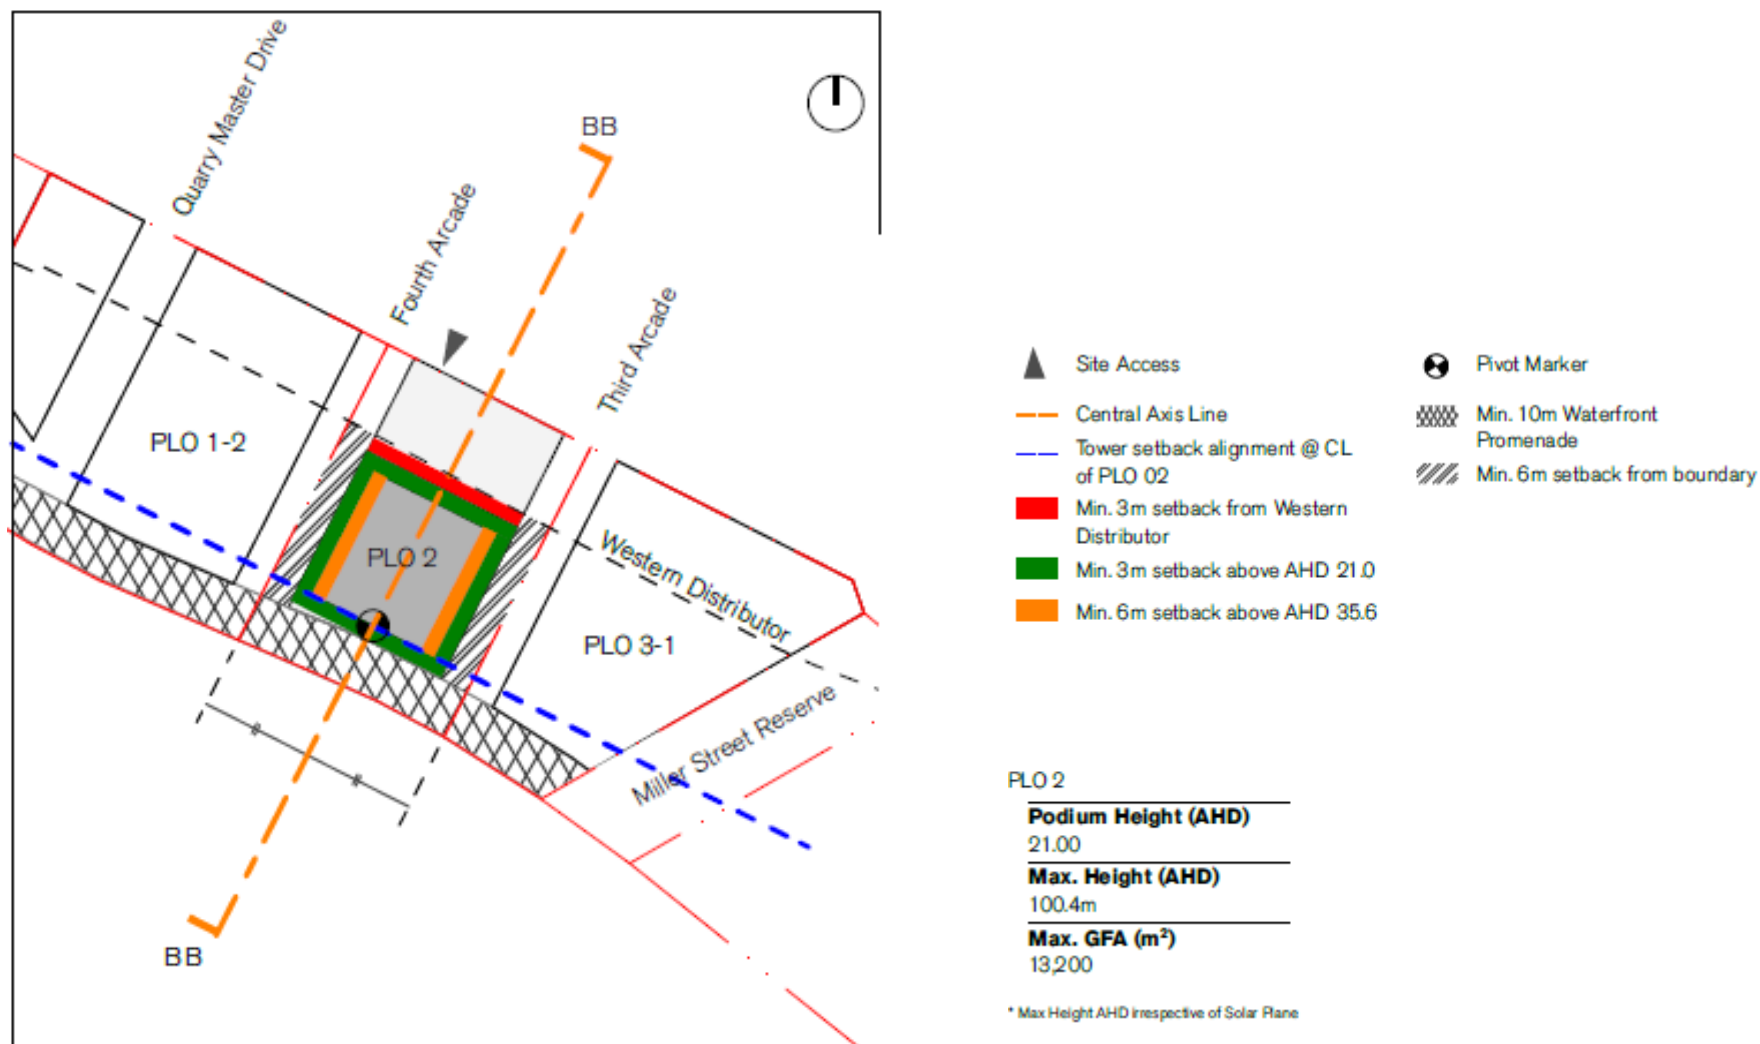 Quarry Master Drive
BB
Fourth Arcade
Third Arcade
PLO 1-2
PLO 2
Western Distributor
PLO 3-1
Miller Street Reserve
BB
Site Access
Central Axis Line
Tower setback alignment @ CL
of PLO 02
Min. 3m setback from Western
Distributor
Min. 3m setback above AHD 21.0
Min. 6m setback above AHD 35.6
Pivot Marker
Min. 10m Waterfront
Promenade
Min. 6m setback from boundary
PLO 2
Podium Height (AHD)
21.00
Max. Height (AHD)
100.4m
Max. GFA (m²)
13,200
* Max Height AHD irrespective of Solar Plane